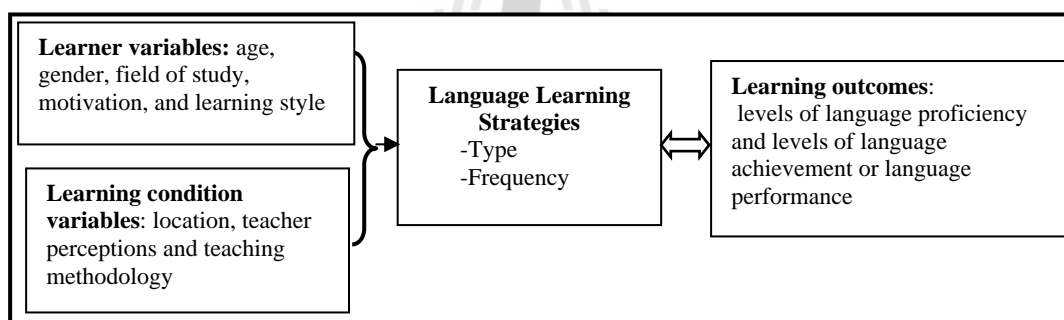 Learner variables: age,
gender, field of study,
motivation, and learning style
Learning condition
variables: location, teacher
perceptions and teaching
methodology
Language Learning
Strategies
-Type
-Frequency
Learning outcomes:
levels of language proficiency
and levels of language
achievement or language
performance